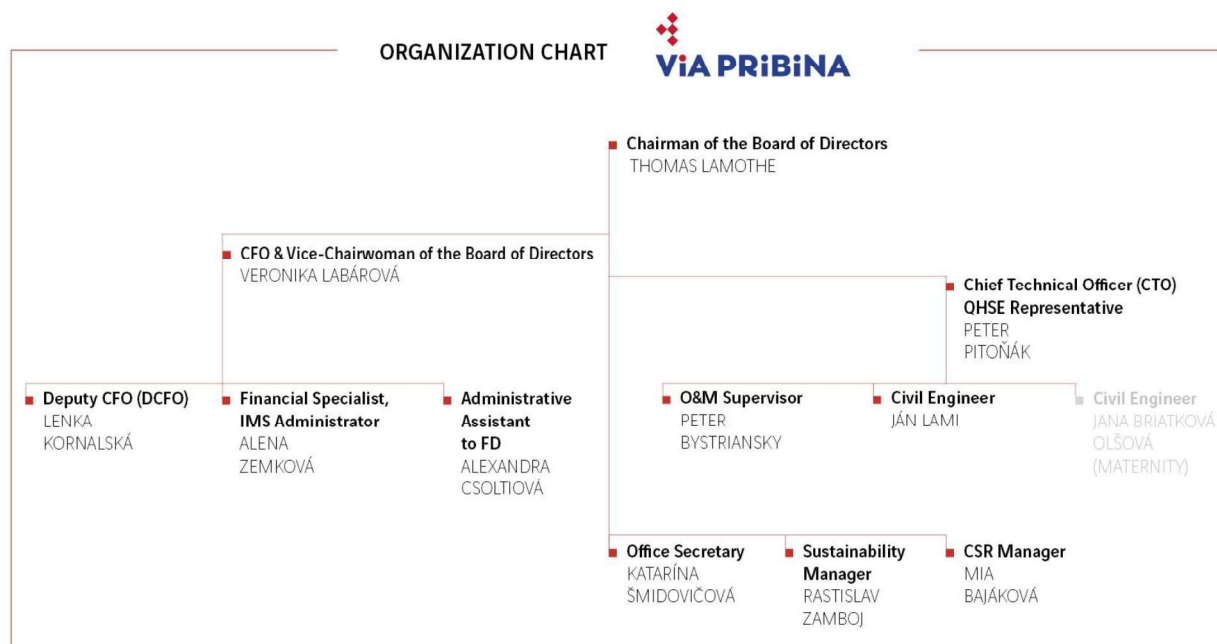 ORGANIZATION CHART
ViA PRiBiNA
Chairman of the Board of Directors
THOMAS LAMOTHE
CFO & Vice-Chairwoman of the Board of Directors
VERONIKA LABÁROVÁ
Chief Technical Officer (CTO)
QHSE Representative
PETER
PITOŇÁK
Deputy CFO (DCFO)
LENKA
KORNALSKÁ
Financial Specialist,
IMS Administrator
ALENA
ZEMKOVÁ
Administrative
Assistant
to FD
ALEXANDRA
CSOLTIOVÁ
O&M Supervisor
PETER
BYSTRIANSKY
Civil Engineer
JÁN LAMI
Civil Engineer
JANA BRIATKOVÁ
OLŠOVÁ
(MATERNITY)
Office Secretary
KATARÍNA
ŠMIDOVIČOVÁ
Sustainability
Manager
RASTISLAV
ZAMBOJ
CSR Manager
MIA
BAJÁKOVÁ